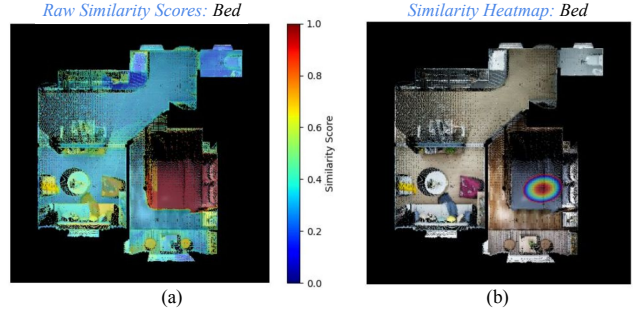 Raw Similarity Scores: Bed
Similarity Heatmap: Bed
1.0
0.8
0.6
0.4
0.2
0.0
Similarity Score
(a)
(b)